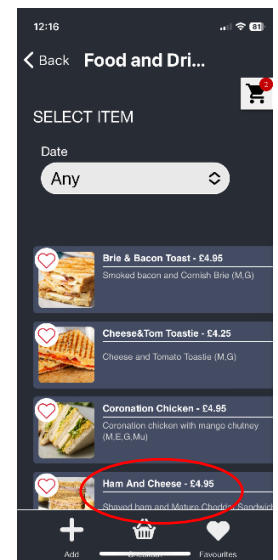 12:16
81
Back Food and Dri...
2
SELECT ITEM
Date
Any
Brie & Bacon Toast - £4.95
Smoked bacon and Cornish Brie (M,G)
Cheese&Tom Toastie - £4.25
Cheese and Tomato Toastie (M,G)
Coronation Chicken - £4.95
Coronation chicken with mango chutney
(M,E,G,Mu)
Ham And Cheese - £4.95
Shaved ham and Mature Cheddar Sandwich
Add Favourites